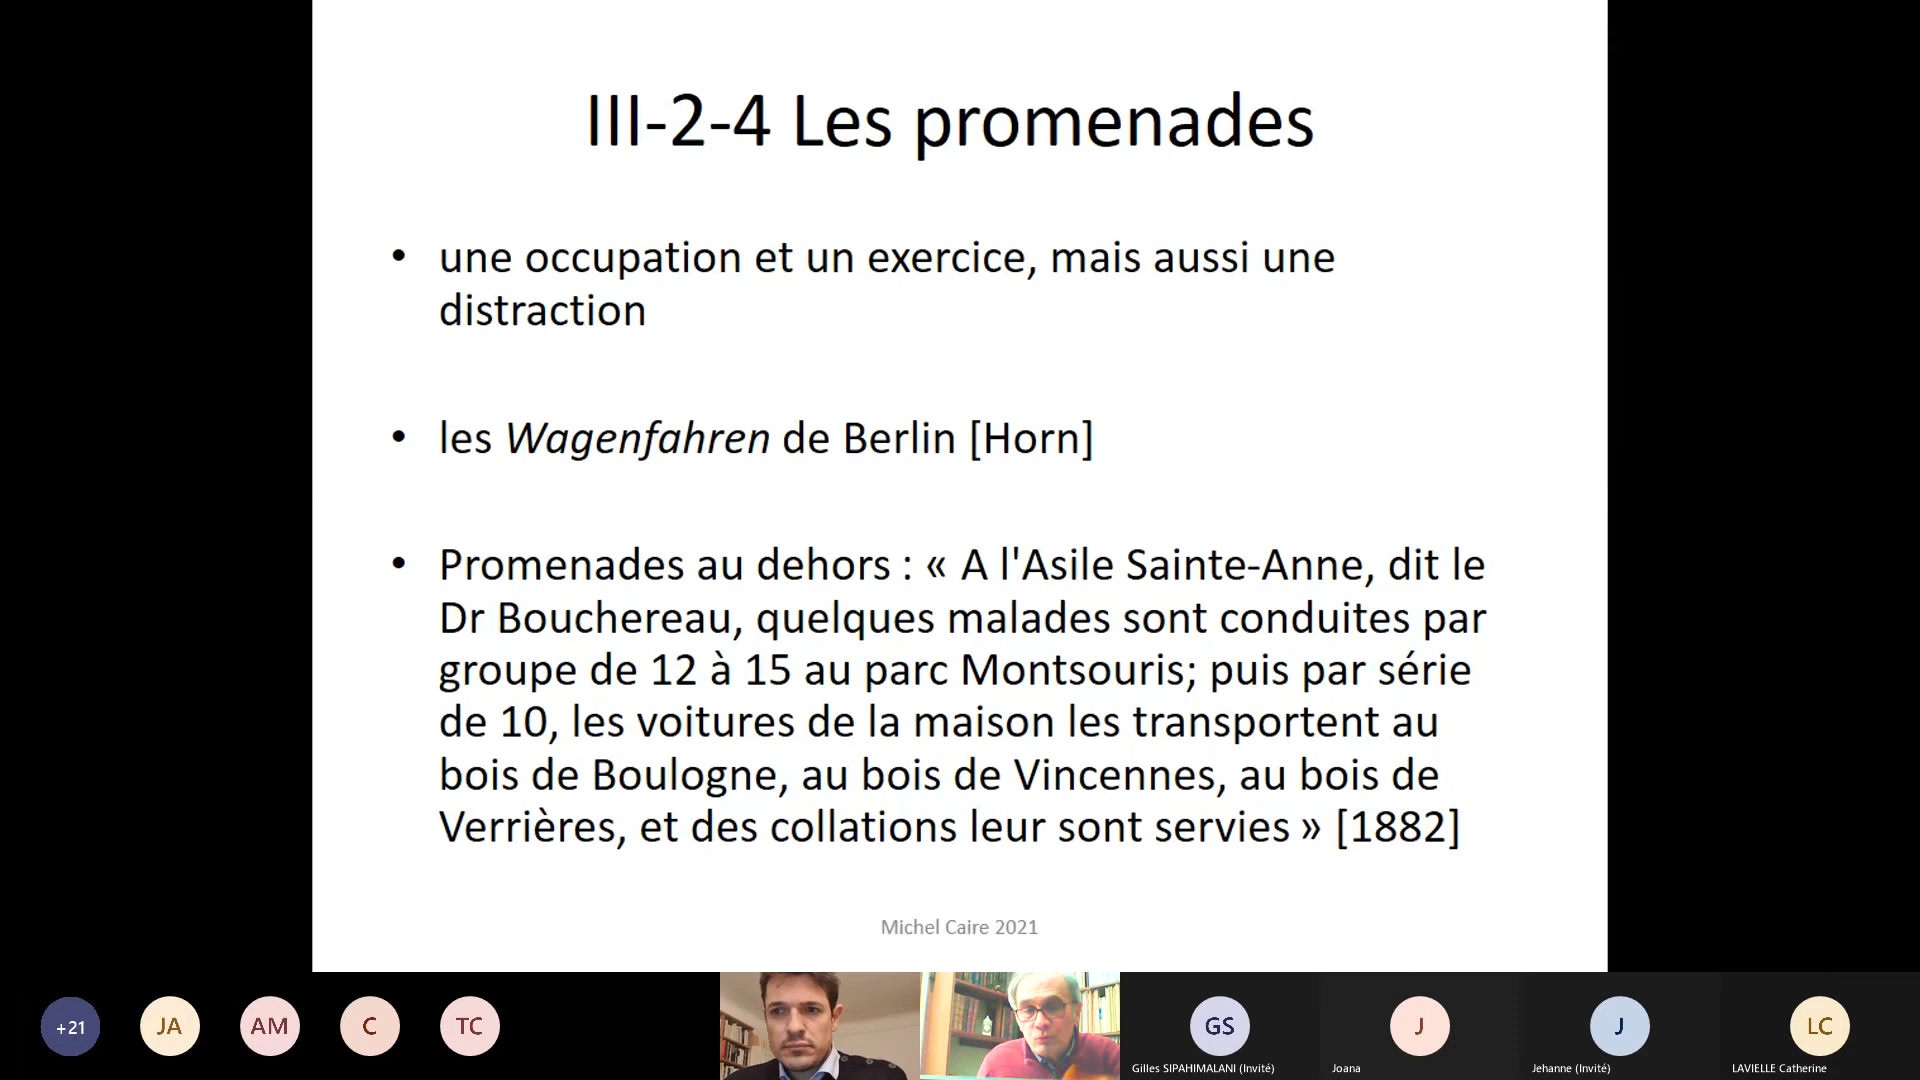 III-2-4 Les promenades
• une occupation et un exercice, mais aussi une
distraction
• les Wagenfahren de Berlin [Horn]
• Promenades au dehors : « A l'Asile Sainte-Anne, dit le
Dr Bouchereau, quelques malades sont conduites par
groupe de 12 à 15 au parc Montsouris; puis par série
de 10, les voitures de la maison les transportent au
bois de Boulogne, au bois de Vincennes, au bois de
Verrières, et des collations leur sont servies » [1882]
Michel Caire 2021
+21
JA
AM
C
TC
GS
J
J
LC
Gilles SIPAHIMALANI (Invité)
Joana
Jehanne (Invité)
LAVIELLE Catherine